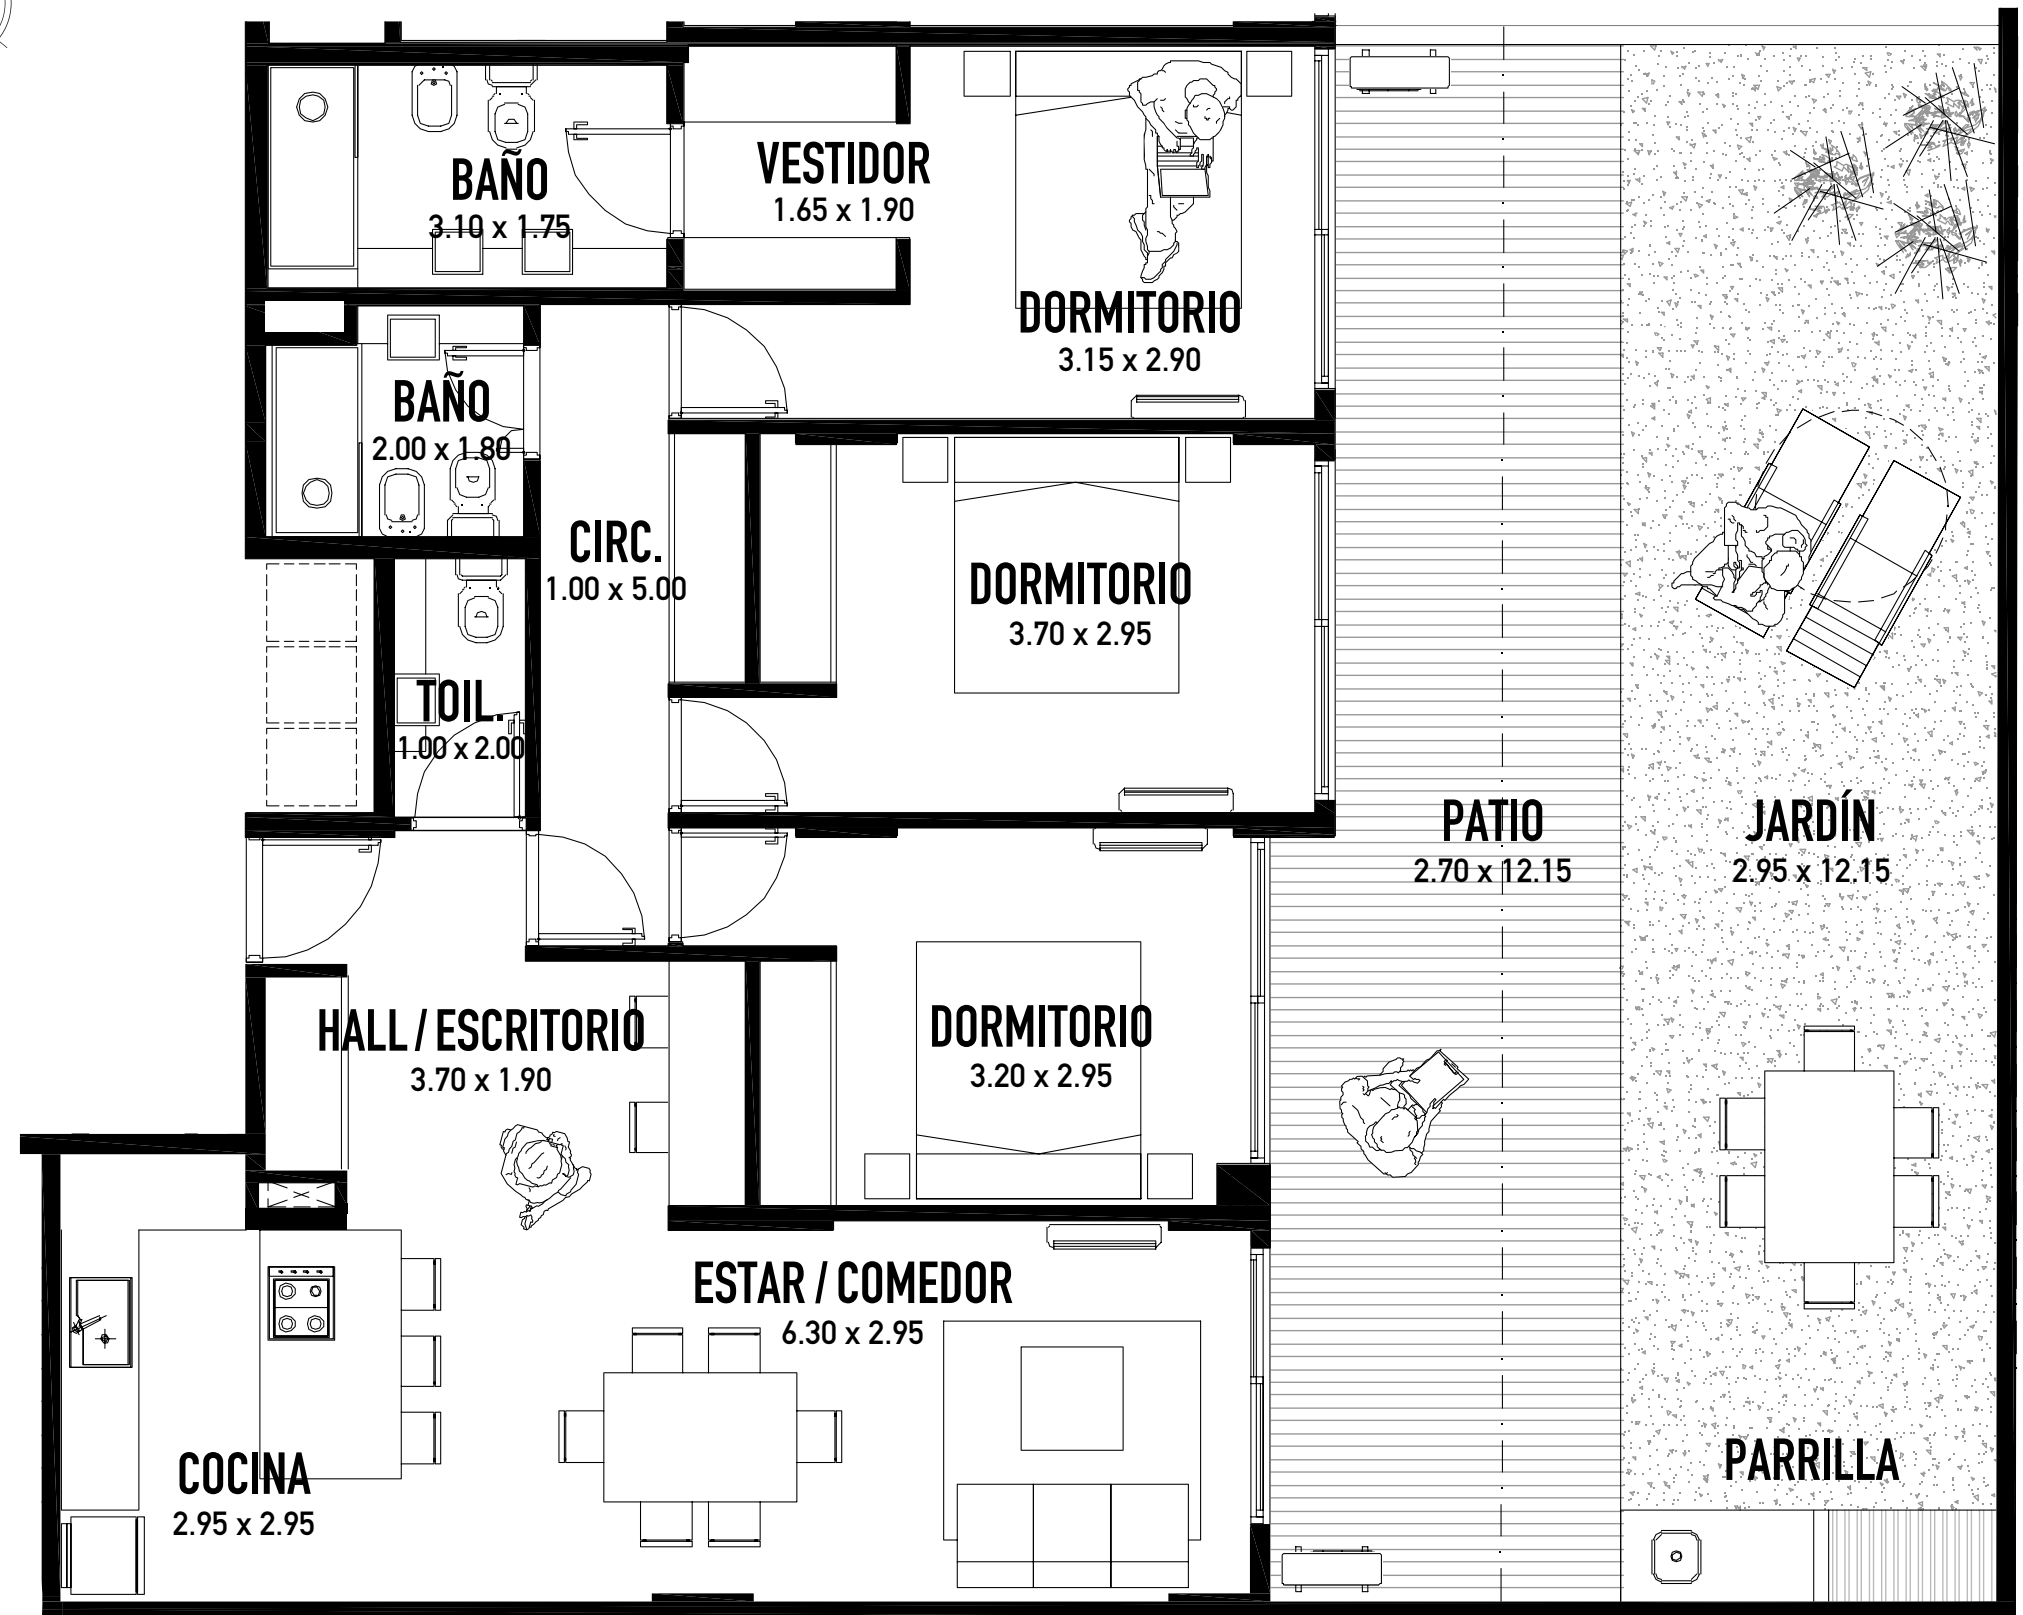 BAÑO
3.10 x 1.75
VESTIDOR
1.65 x 1.90
DORMITORIO
3.15 x 2.90
BAÑO
2.00 x 1.80
CIRC.
1.00 x 5.00
DORMITORIO
3.70 x 2.95
TOIL.
1.00 x 2.00
PATIO
2.70 x 12.15
JARDÍN
2.95 x 12.15
HALL / ESCRITORIO
3.70 x 1.90
DORMITORIO
3.20 x 2.95
ESTAR / COMEDOR
6.30 x 2.95
COCINA
2.95 x 2.95
PARRILLA